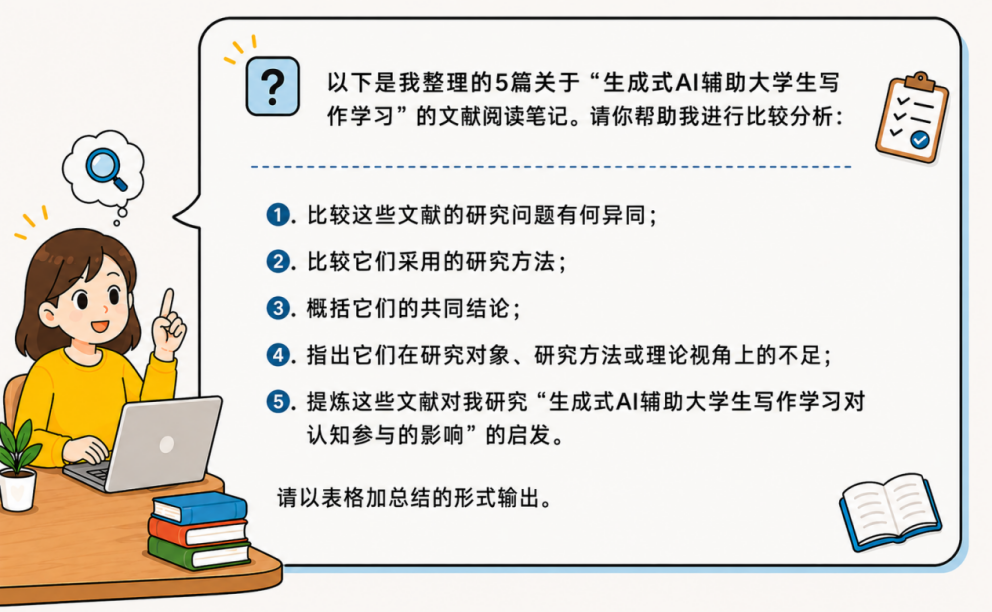 ?
以下是我整理的5篇关于“生成式AI辅助大学生写
作学习”的文献阅读笔记。请你帮助我进行比较分析：
1. 比较这些文献的研究问题有何异同；
2. 比较它们采用的研究方法；
3. 概括它们的共同结论；
4. 指出它们在研究对象、研究方法或理论视角上的不足；
5. 提炼这些文献对我研究“生成式AI辅助大学生写作学习对
认知参与的影响”的启发。
请以表格加总结的形式输出。